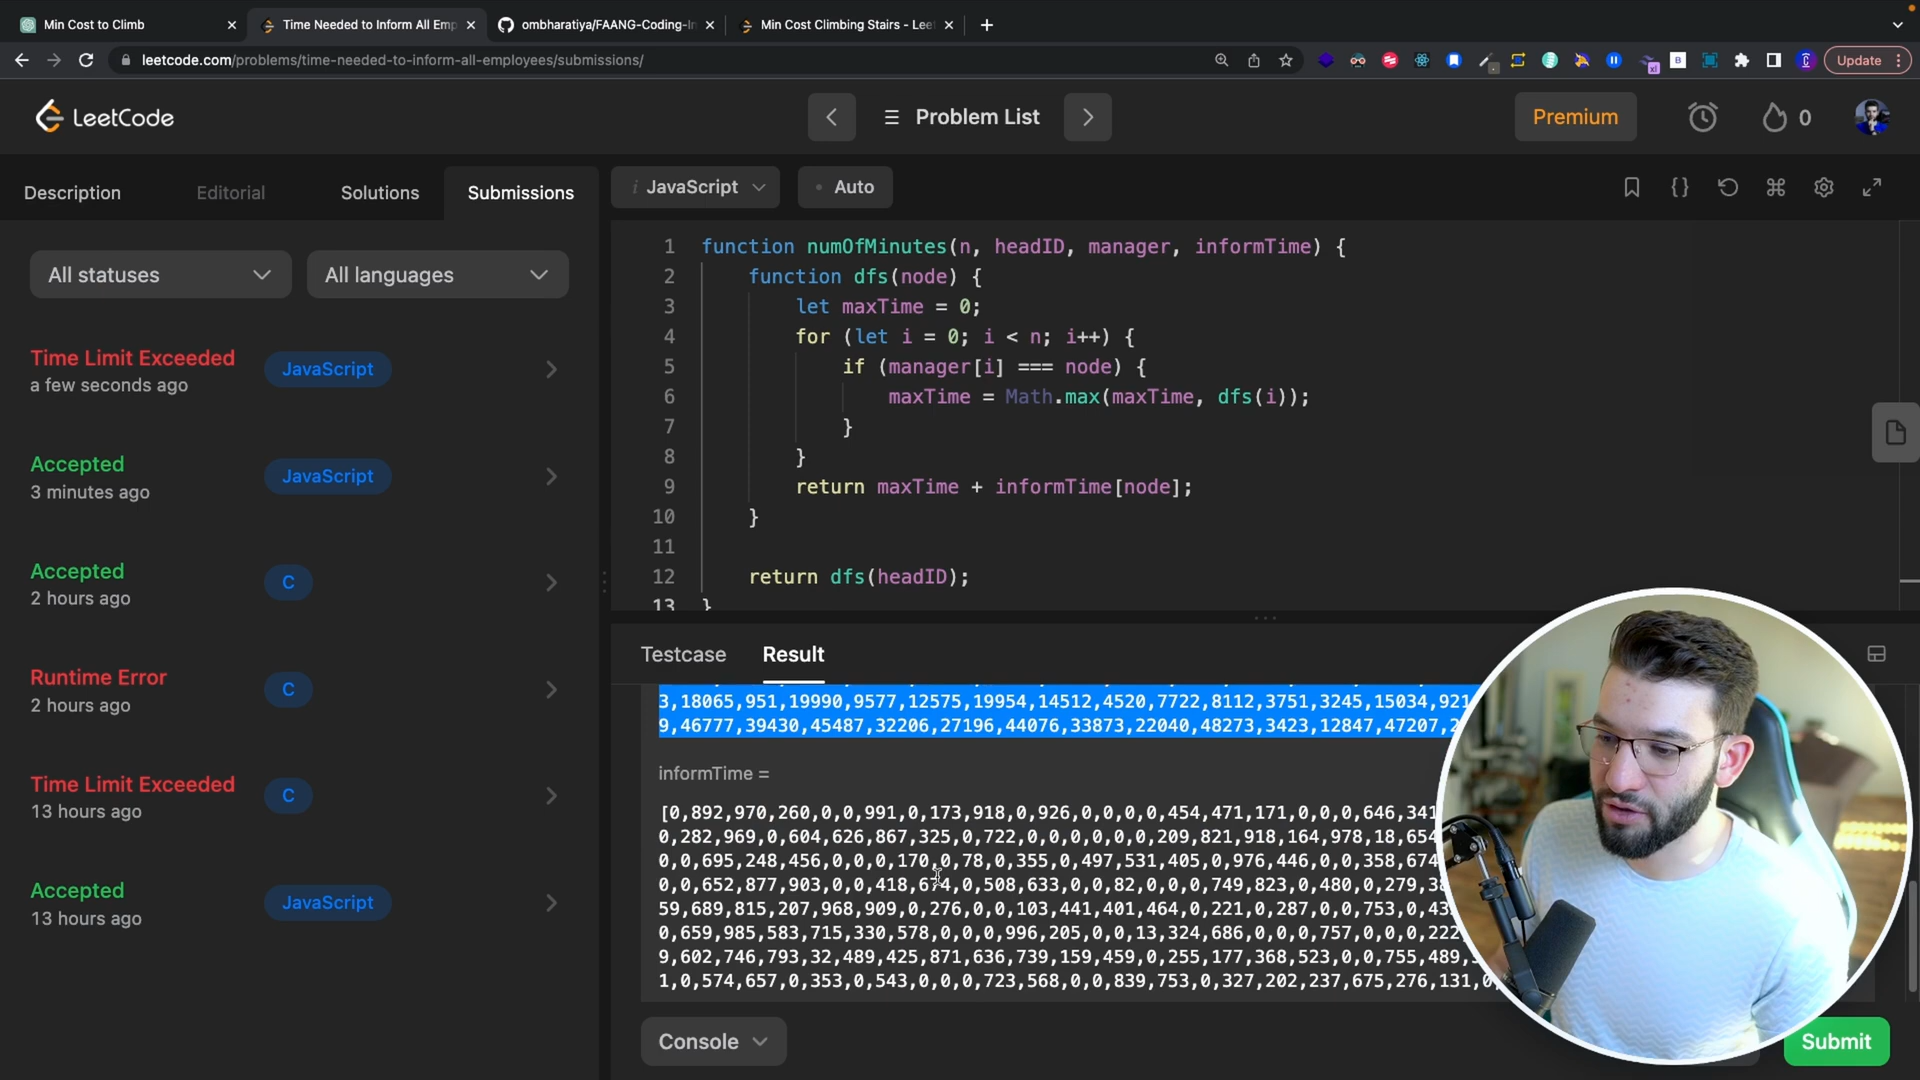 Min Cost to Climb
Time Needed to Inform All Emp
ombharatiya/FAANG-Coding-In
Min Cost Climbing Stairs - Leet
leetcode.com/problems/time-needed-to-inform-all-employees/submissions/
Update
LeetCode
Problem List
Premium
0
Description
Editorial
Solutions
Submissions
i JavaScript
Auto
All statuses
All languages
Time Limit Exceeded
a few seconds ago
JavaScript
Accepted
3 minutes ago
JavaScript
Accepted
2 hours ago
C
Runtime Error
2 hours ago
C
Time Limit Exceeded
13 hours ago
C
Accepted
13 hours ago
JavaScript
1 function numOfMinutes(n, headID, manager, informTime) {
2 function dfs(node) {
3 let maxTime = 0;
4 for (let i = 0; i < n; i++) {
5 if (manager[i] === node) {
6 maxTime = Math.max(maxTime, dfs(i));
7 }
8 }
9 return maxTime + informTime[node];
10 }
11
12 return dfs(headID);
13 }
Testcase
Result
3,18065,951,19990,9577,12575,19954,14512,4520,7722,8112,3751,3245,15034,921
9,46777,39430,45487,32206,27196,44076,33873,22040,48273,3423,12847,47207,2
informTime =
[0,892,970,260,0,0,991,0,173,918,0,926,0,0,0,0,454,471,171,0,0,0,646,341
0,282,969,0,604,626,867,325,0,722,0,0,0,0,0,0,209,821,918,164,978,18,654
0,0,695,248,456,0,0,0,170,0,78,0,355,0,497,531,405,0,976,446,0,0,358,674
0,0,652,877,903,0,0,418,674,0,508,633,0,0,82,0,0,0,749,823,0,480,0,279,38
59,689,815,207,968,909,0,276,0,0,103,441,401,464,0,221,0,287,0,0,753,0,43
0,659,985,583,715,330,578,0,0,0,996,205,0,0,13,324,686,0,0,0,757,0,0,0,222
9,602,746,793,32,489,425,871,636,739,159,459,0,255,177,368,523,0,0,755,489,
1,0,574,657,0,353,0,543,0,0,0,723,568,0,0,839,753,0,327,202,237,675,276,131,0
Console
Submit